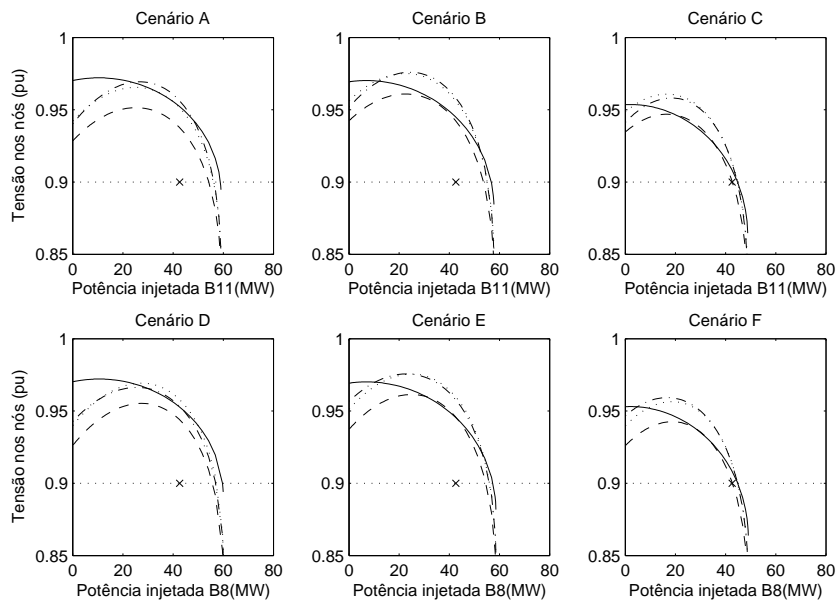 Cenário A
Cenário B
Cenário C
1
1
1
0.95
0.95
0.95
0.9
0.9
0.9
0.85
0.85
0.85
0 20 40 60 80
0 20 40 60 80
0 20 40 60 80
Tensão nos nós (pu)
Potência injetada B11(MW)
Potência injetada B11(MW)
Potência injetada B11(MW)
Cenário D
Cenário E
Cenário F
1
1
1
0.95
0.95
0.95
0.9
0.9
0.9
0.85
0.85
0.85
0 20 40 60 80
0 20 40 60 80
0 20 40 60 80
Tensão nos nós (pu)
Potência injetada B8(MW)
Potência injetada B8(MW)
Potência injetada B8(MW)